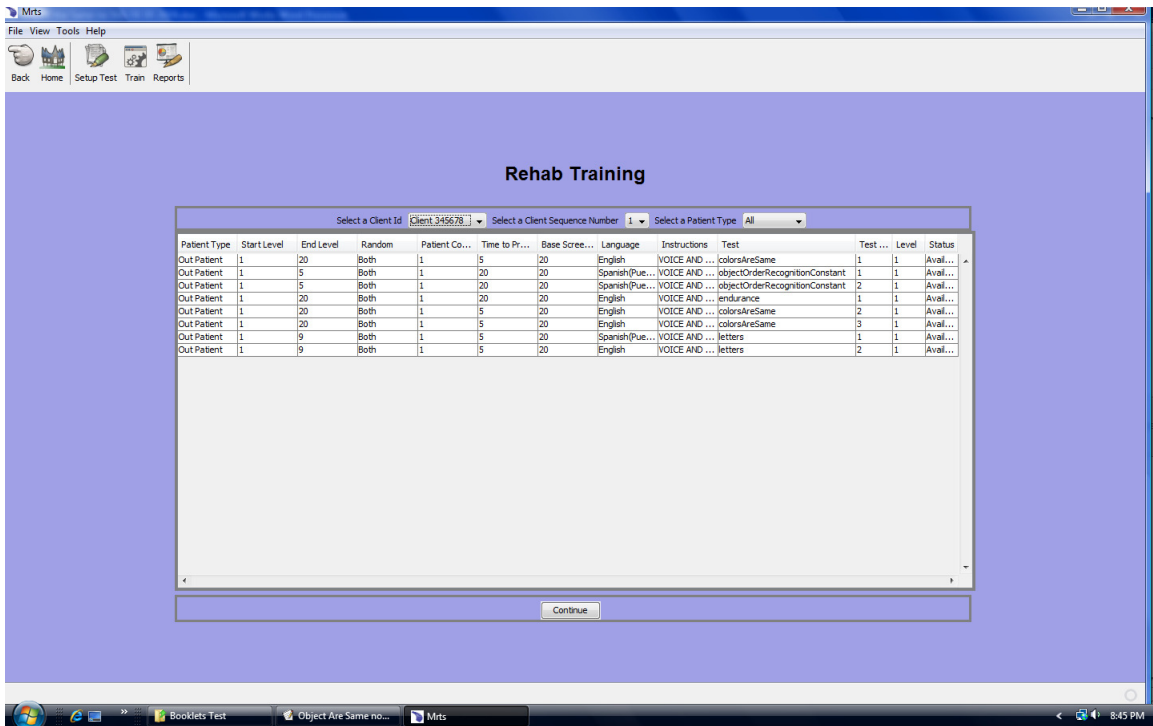 Mrts
File View Tools Help
Back Home Setup Test Train Reports
Rehab Training
Select a Client Id Client 345678 Select a Client Sequence Number 1 Select a Patient Type All
Patient Type Start Level End Level Random Patient Co... Time to Pr... Base Scree... Language Instructions Test Test ... Level Status
Out Patient 1 20 Both 1 5 20 English VOICE AND ... colorsAreSame 1 1 Avail...
Out Patient 1 5 Both 1 20 20 Spanish(Pue... VOICE AND ... objectOrderRecognitionConstant 1 1 Avail...
Out Patient 1 5 Both 1 20 20 Spanish(Pue... VOICE AND ... objectOrderRecognitionConstant 2 1 Avail...
Out Patient 1 20 Both 1 20 20 English VOICE AND ... endurance 1 1 Avail...
Out Patient 1 20 Both 1 5 20 English VOICE AND ... colorsAreSame 2 1 Avail...
Out Patient 1 20 Both 1 5 20 English VOICE AND ... colorsAreSame 3 1 Avail...
Out Patient 1 9 Both 1 5 20 Spanish(Pue... VOICE AND ... letters 1 1 Avail...
Out Patient 1 9 Both 1 5 20 English VOICE AND ... letters 2 1 Avail...
Continue
Booklets Test Object Are Same no... Mrts 8:45 PM